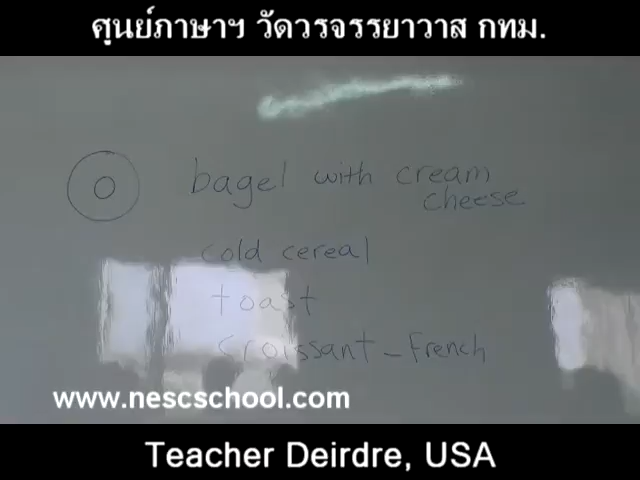 ศูนย์ภาษาฯ วัดวรจรรยาวาส กทม.
bagel with cream
cheese
cold cereal
toast
croissant - French
www.nescschool.com
Teacher Deirdre, USA